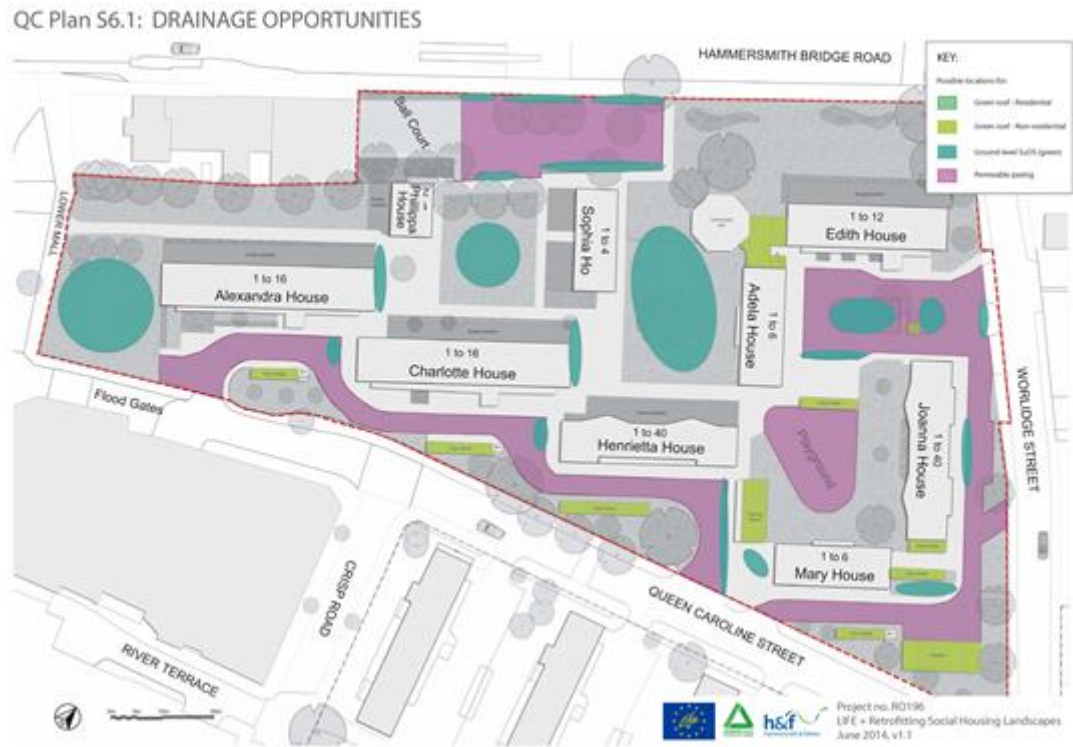 QC Plan S6.1: DRAINAGE OPPORTUNITIES
HAMMERSMITH BRIDGE ROAD
KEY:
Possible locations for:
Green roof - Residential
Green roof - Non-residential
Ground level SuDS (green)
Permeable paving
Ball Court
LOWER MALL
Philippa
House
1 to 4
Sophia Ho
1 to 12
Edith House
1 to 16
Alexandra House
1 to 6
Adela House
1 to 16
Charlotte House
WORLIDGE STREET
Flood Gates
1 to 40
Henrietta House
Playground
1 to 40
Joanna House
1 to 6
Mary House
CRISP ROAD
QUEEN CAROLINE STREET
RIVER TERRACE
Life
h&f
Project no. RO196
LIFE + Retrofitting Social Housing Landscapes
June 2014, v1.1